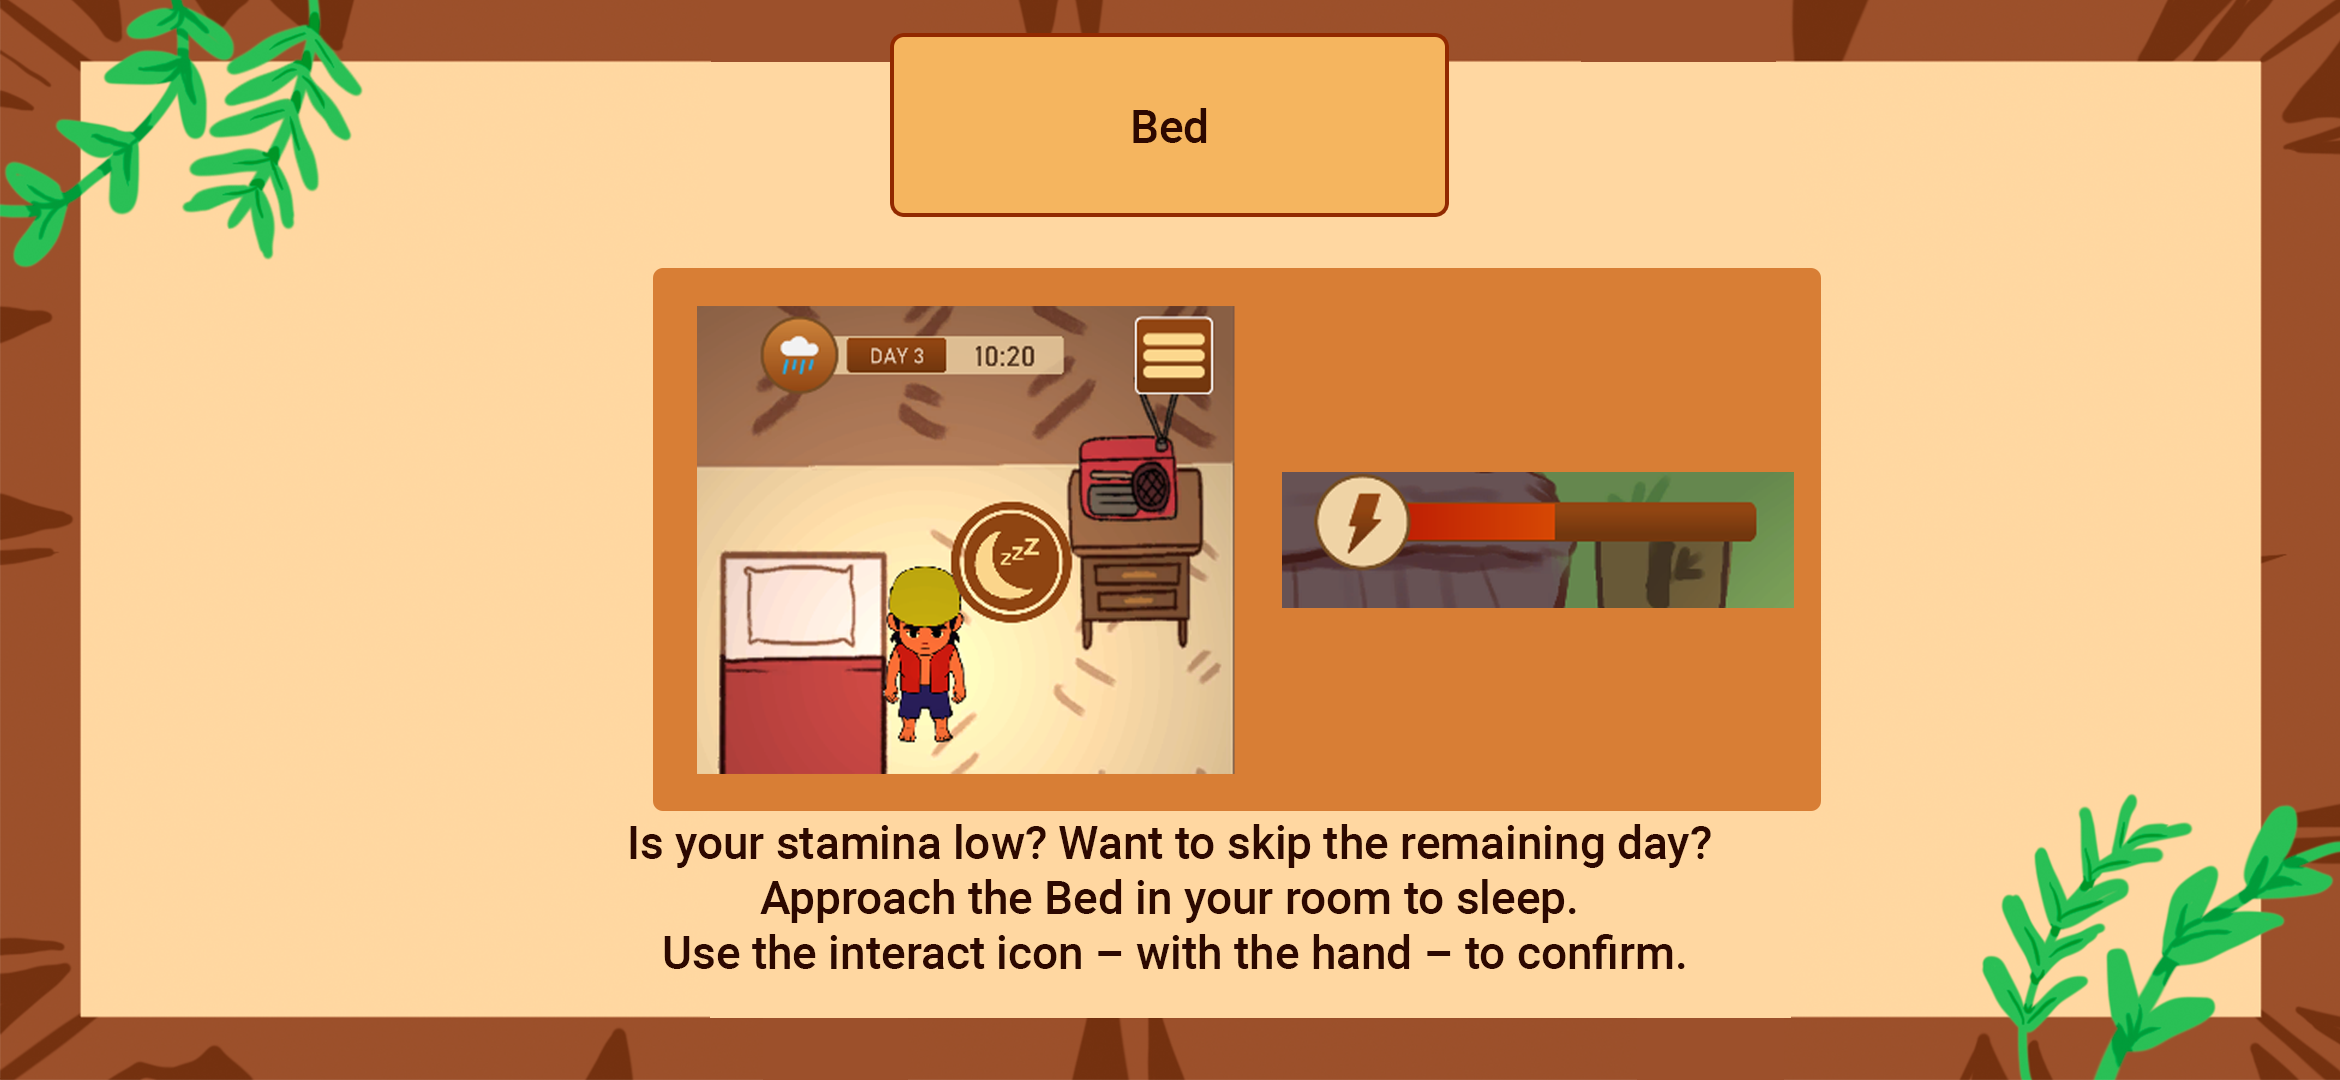 Bed
DAY 3 10:20
zzZ
Is your stamina low? Want to skip the remaining day?
Approach the Bed in your room to sleep.
Use the interact icon – with the hand – to confirm.